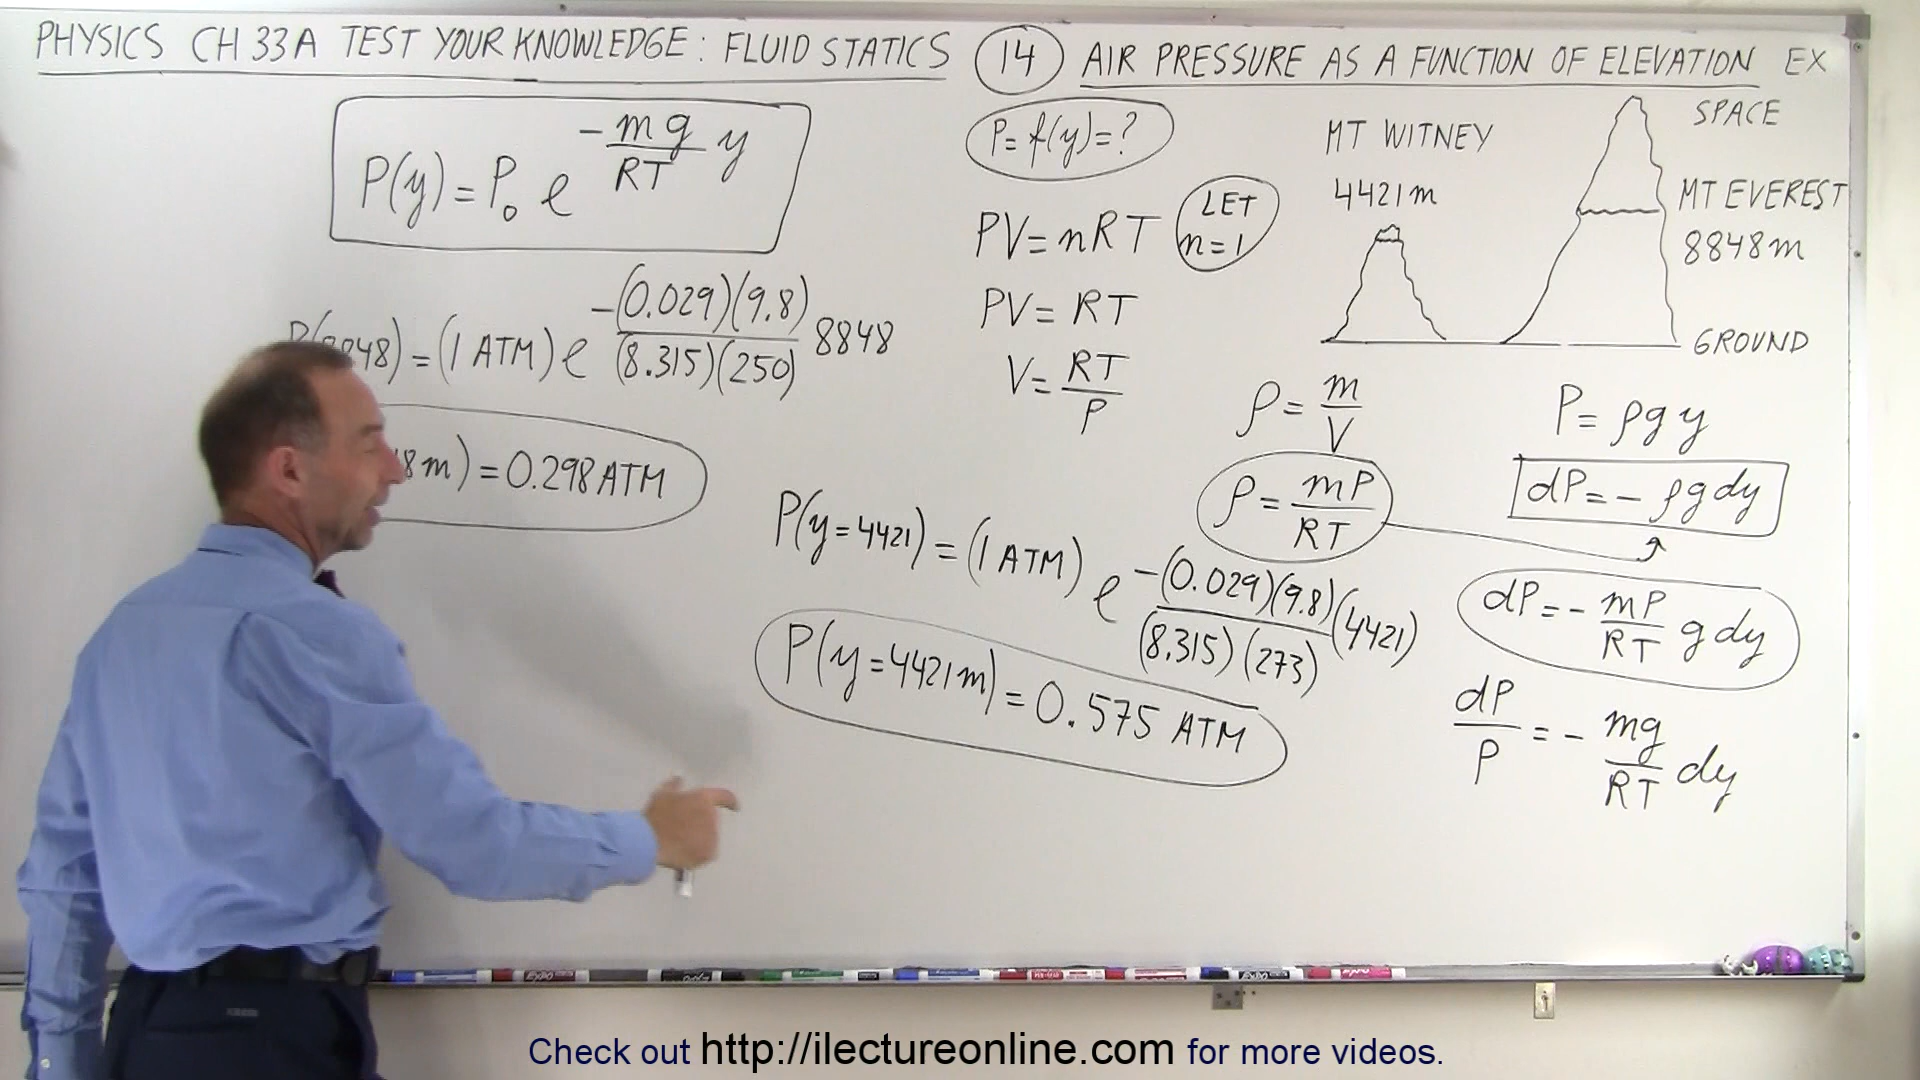 PHYSICS CH 33A TEST YOUR KNOWLEDGE: FLUID STATICS 14 AIR PRESSURE AS A FUNCTION OF ELEVATION EX
P(y) = P₀ e^(-mg/RT y)
8848) = (1 ATM) e^(-(0.029)(9.8)/(8.315)(250) 8848)
8m) = 0.298 ATM
P = f(y) = ?
PV = nRT
LET
n = 1
PV = RT
V = RT/P
MT WITNEY
4421m
SPACE
MT EVEREST
8848m
GROUND
ρ = m/V
ρ = mP/RT
P = ρgy
dP = - ρgdy
dP = - mP/RT gdy
dP/P = - mg/RT dy
P(y = 4421) = (1 ATM) e^(-(0.029)(9.8)/(8.315)(273) (4421))
P(y = 4421m) = 0.575 ATM
EXPO
EXPO
Check out http://ilectureonline.com for more videos.